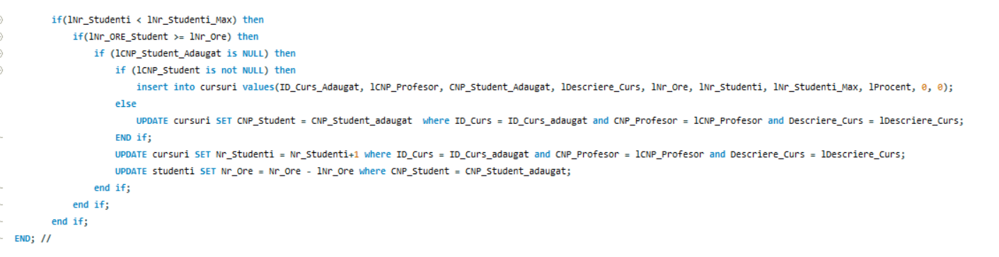 if(lNr_Studenti < lNr_Studenti_Max) then
if(lNr_ORE_Student >= lNr_Ore) then
if (lCNP_Student_Adaugat is NULL) then
if (lCNP_Student is not NULL) then
insert into cursuri values(ID_Curs_Adaugat, lCNP_Profesor, CNP_Student_Adaugat, lDescriere_Curs, lNr_Ore, lNr_Studenti, lNr_Studenti_Max, lProcent, 0, 0);
else
UPDATE cursuri SET CNP_Student = CNP_Student_adaugat  where ID_Curs = ID_Curs_adaugat and CNP_Profesor = lCNP_Profesor and Descriere_Curs = lDescriere_Curs;
END if;
UPDATE cursuri SET Nr_Studenti = Nr_Studenti+1 where ID_Curs = ID_Curs_adaugat and CNP_Profesor = lCNP_Profesor and Descriere_Curs = lDescriere_Curs;
UPDATE studenti SET Nr_Ore = Nr_Ore - lNr_Ore where CNP_Student = CNP_Student_adaugat;
end if;
end if;
end if;
END; //